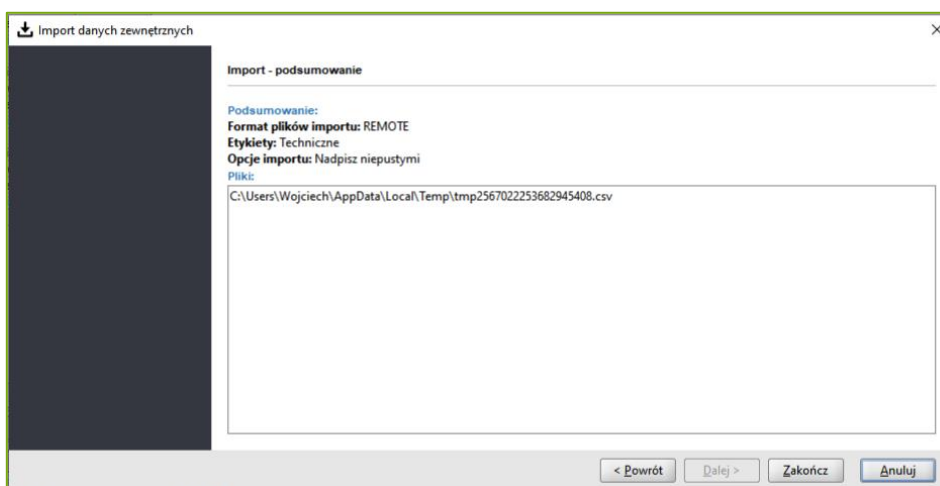 Import danych zewnętrznych
Import - podsumowanie
Podsumowanie:
Format plików importu: REMOTE
Etykiety: Techniczne
Opcje importu: Nadpisz niepustymi
Pliki:
C:\Users\Wojciech\AppData\Local\Temp\tmp2567022253682945408.csv
< Powrót Dalej > Zakończ Anuluj